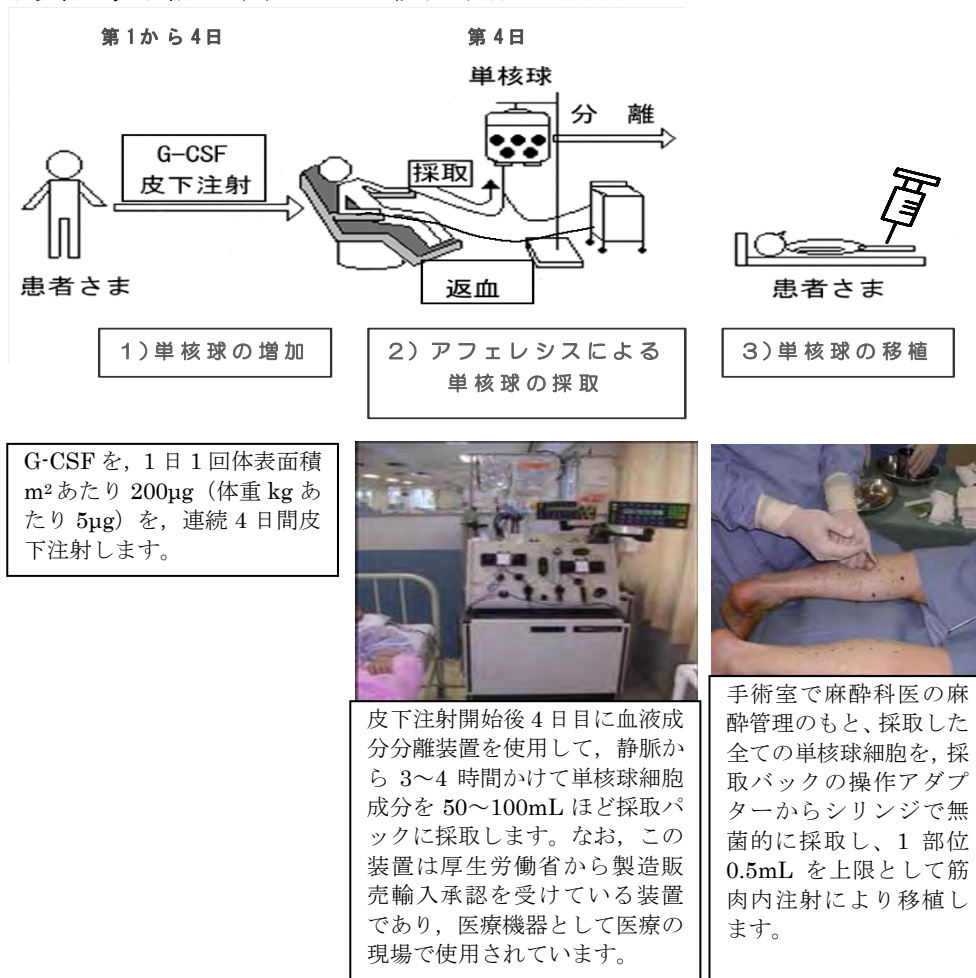 第1から4日
第4日
単核球
分 離
G-CSF
皮下注射
採取
患者さま
返血
患者さま
1)単核球の増加
2) アフェレシスによる
単核球の採取
3)単核球の移植
G-CSF を，1 日 1 回体表面積
m²あたり 200µg（体重 kg あ
たり 5µg）を，連続 4 日間皮
下注射します。
皮下注射開始後 4 日目に血液成
分分離装置を使用して，静脈か
ら 3～4 時間かけて単核球細胞
成分を 50～100mL ほど採取パ
ックに採取します。なお，この
装置は厚生労働省から製造販
売輸入承認を受けている装置
であり，医療機器として医療の
現場で使用されています。
手術室で麻酔科医の麻
酔管理のもと、採取した
全ての単核球細胞を，採
取バックの操作アダプ
ターからシリンジで無
菌的に採取し、1 部位
0.5mL を上限として筋
肉内注射により移植し
ます。